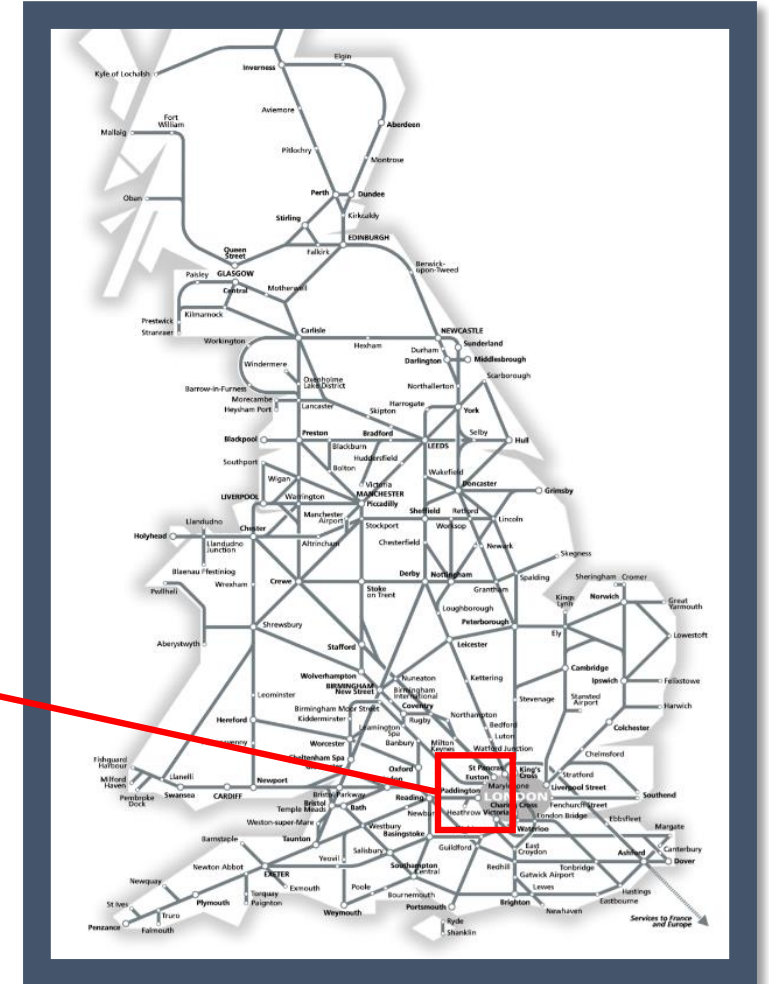 Elgin
Kyle of Lochalsh
Inverness
Aviemore
Fort
William
Mallaig
Aberdeen
Pitlochry
Montrose
Perth
Dundee
Oban
Stirling
Kirkcaldy
EDINBURGH
Queen
Street
Falkirk
Berwick-
upon-Tweed
Paisley
GLASGOW
Central
Motherwell
Prestwick
Kilmarnock
Stranraer
Carlisle
NEWCASTLE
Workington
Hexham
Sunderland
Durham
Darlington
Middlesbrough
Windermere
Scarborough
Oxenholme
Lake District
Northallerton
Barrow-in-Furness
Morecambe
Heysham Port
Lancaster
Harrogate
Skipton
York
Blackpool
Preston
Bradford
Selby
Blackburn
LEEDS
Hull
Huddersfield
Southport
Bolton
Wakefield
Wigan
Victoria
Doncaster
LIVERPOOL
Warrington
MANCHESTER
Piccadilly
Grimsby
Manchester
Airport
Sheffield
Retford
Llandudno
Chester
Stockport
Worksop
Lincoln
Holyhead
Llandudno
Junction
Altrincham
Chesterfield
Newark
Skegness
Blaenau Ffestiniog
Derby
Nottingham
Wrexham
Crewe
Stoke
on Trent
Grantham
Spalding
Sheringham
Cromer
Pwllheli
Kings
Lynn
Norwich
Great
Yarmouth
Loughborough
Peterborough
Shrewsbury
Ely
Lowestoft
Aberystwyth
Stafford
Leicester
Wolverhampton
Cambridge
BIRMINGHAM
New Street
Nuneaton
Kettering
Ipswich
Felixstowe
Birmingham
International
Leominster
Stevenage
Stansted
Airport
Birmingham Moor Street
Coventry
Harwich
Kidderminster
Rugby
Northampton
Hereford
Leamington
Spa
Bedford
Colchester
Worcester
Banbury
Milton
Keynes
Luton
Watford Junction
Chelmsford
Fishguard
Harbour
Cheltenham Spa
Oxford
St Pancras
Euston
King's
Cross
Stratford
Milford
Haven
Llanelli
Newport
Paddington
Marylebone
Liverpool Street
Pembroke
Dock
Swansea
CARDIFF
Bristol Parkway
Reading
LONDON
Southend
Bristol
Temple Meads
Bath
Charing Cross
Fenchurch Street
Heathrow
Victoria
London Bridge
Ebbsfleet
Weston-super-Mare
Westbury
Basingstoke
Waterloo
Margate
Barnstaple
Taunton
Salisbury
Guildford
East
Croydon
Canterbury
Yeovil
Ashford
Dover
Newton Abbot
Southampton
Central
Redhill
Tonbridge
EXETER
Gatwick Airport
Newquay
Exmouth
Poole
Lewes
Hastings
Torquay
Paignton
Bournemouth
Eastbourne
St Ives
Plymouth
Portsmouth
Brighton
Newhaven
Truro
Weymouth
Penzance
Falmouth
Ryde
Shanklin
Services to France
and Europe